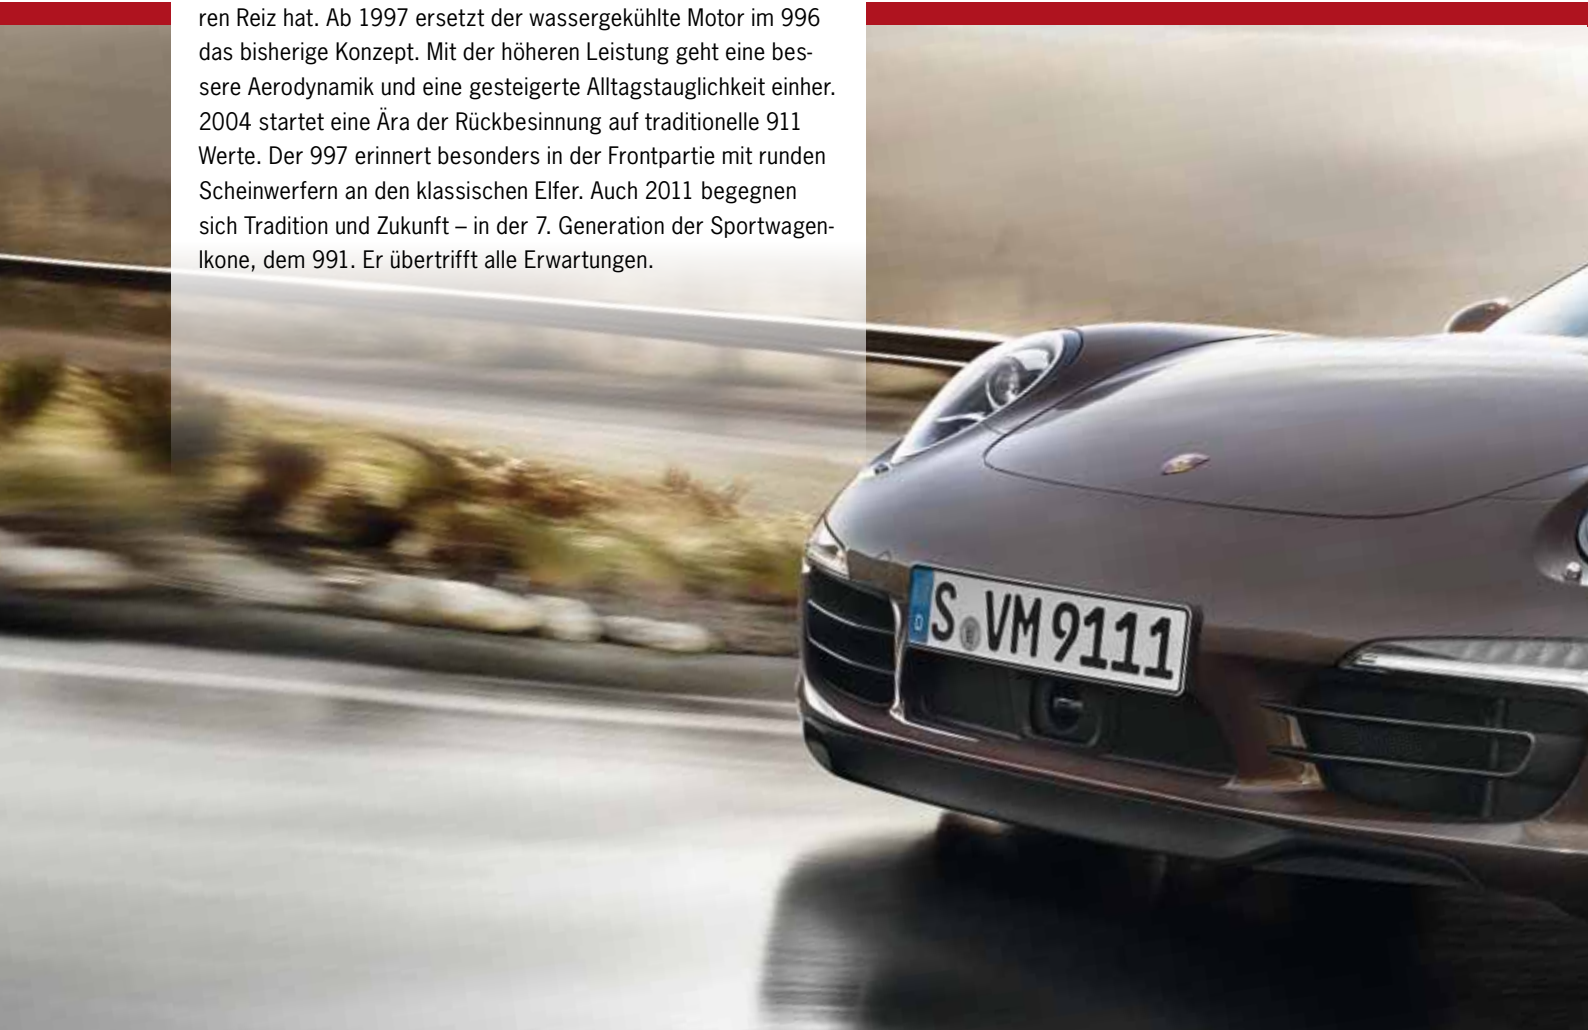 ren Reiz hat. Ab 1997 ersetzt der wassergekühlte Motor im 996
das bisherige Konzept. Mit der höheren Leistung geht eine bes-
sere Aerodynamik und eine gesteigerte Alltagstauglichkeit einher.
2004 startet eine Ära der Rückbesinnung auf traditionelle 911
Werte. Der 997 erinnert besonders in der Frontpartie mit runden
Scheinwerfern an den klassischen Elfer. Auch 2011 begegnen
sich Tradition und Zukunft – in der 7. Generation der Sportwagen-
Ikone, dem 991. Er übertrifft alle Erwartungen.
D S VM 9111